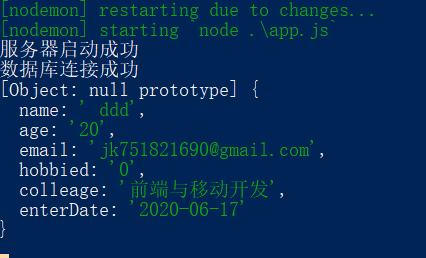 [nodemon] restarting due to changes...
[nodemon] starting `node .\app.js`
服务器启动成功
数据库连接成功
[Object: null prototype] {
name: ' ddd',
age: '20',
email: 'jk751821690@gmail.com',
hobbied: '0',
colleage: '前端与移动开发',
enterDate: '2020-06-17'
}